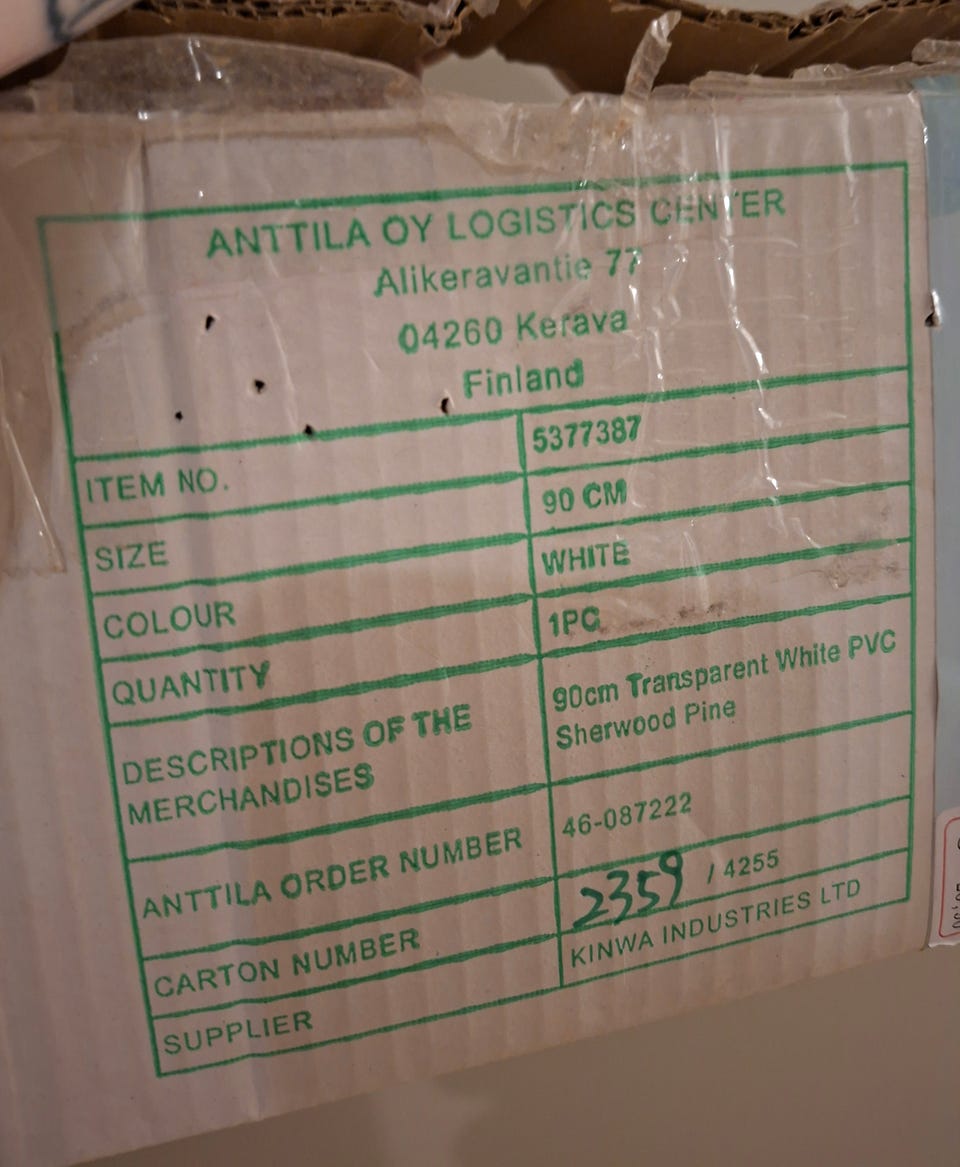 ANTTILA OY LOGISTICS CENTER
Alikeravantie 77
04260 Kerava
Finland
ITEM NO. 5377387
SIZE 90 CM
COLOUR WHITE
QUANTITY 1PC
DESCRIPTIONS OF THE MERCHANDISES 90cm Transparent White PVC
Sherwood Pine
ANTTILA ORDER NUMBER 46-087222
CARTON NUMBER 2359 / 4255
SUPPLIER KINWA INDUSTRIES LTD